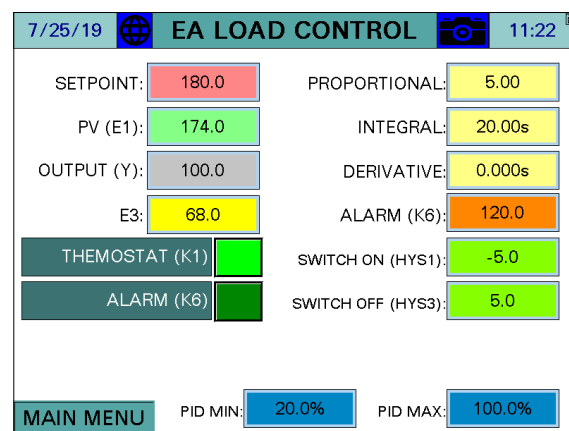 7/25/19 EA LOAD CONTROL 11:22
SETPOINT: 180.0 PROPORTIONAL: 5.00
PV (E1): 174.0 INTEGRAL: 20.00s
OUTPUT (Y): 100.0 DERIVATIVE: 0.000s
E3: 68.0 ALARM (K6): 120.0
THEMOSTAT (K1) SWITCH ON (HYS1): -5.0
ALARM (K6) SWITCH OFF (HYS3): 5.0
MAIN MENU PID MIN: 20.0% PID MAX: 100.0%